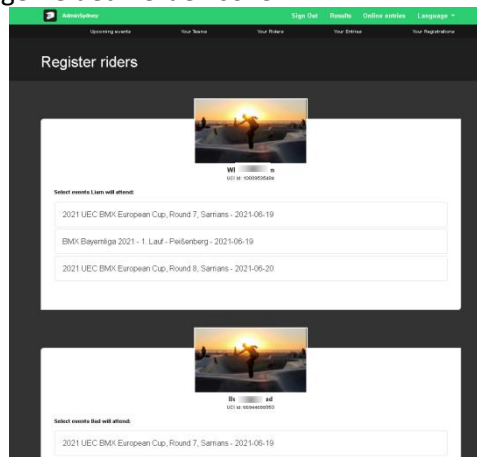 AdminSydney Sign Out Results Online entries Language
Upcoming events Your Teams Your Riders Your Entries Your Registrations
Register riders
Select events Liam will attend:
2021 UEC BMX European Cup, Round 7, Sarrians - 2021-06-19
BMX Bayernliga 2021 - 1. Lauf - Peißenberg - 2021-06-19
2021 UEC BMX European Cup, Round 8, Sarrians - 2021-06-20
Select events Bad will attend:
2021 UEC BMX European Cup, Round 7, Sarrians - 2021-06-19